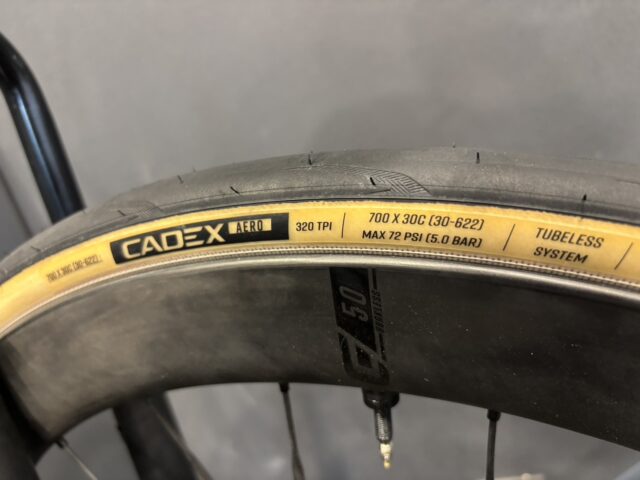 700 X 30C (30-622)
CADEX AERO
320 TPI
700 X 30C (30-622)
MAX 72 PSI (5.0 BAR)
TUBELESS
SYSTEM
50